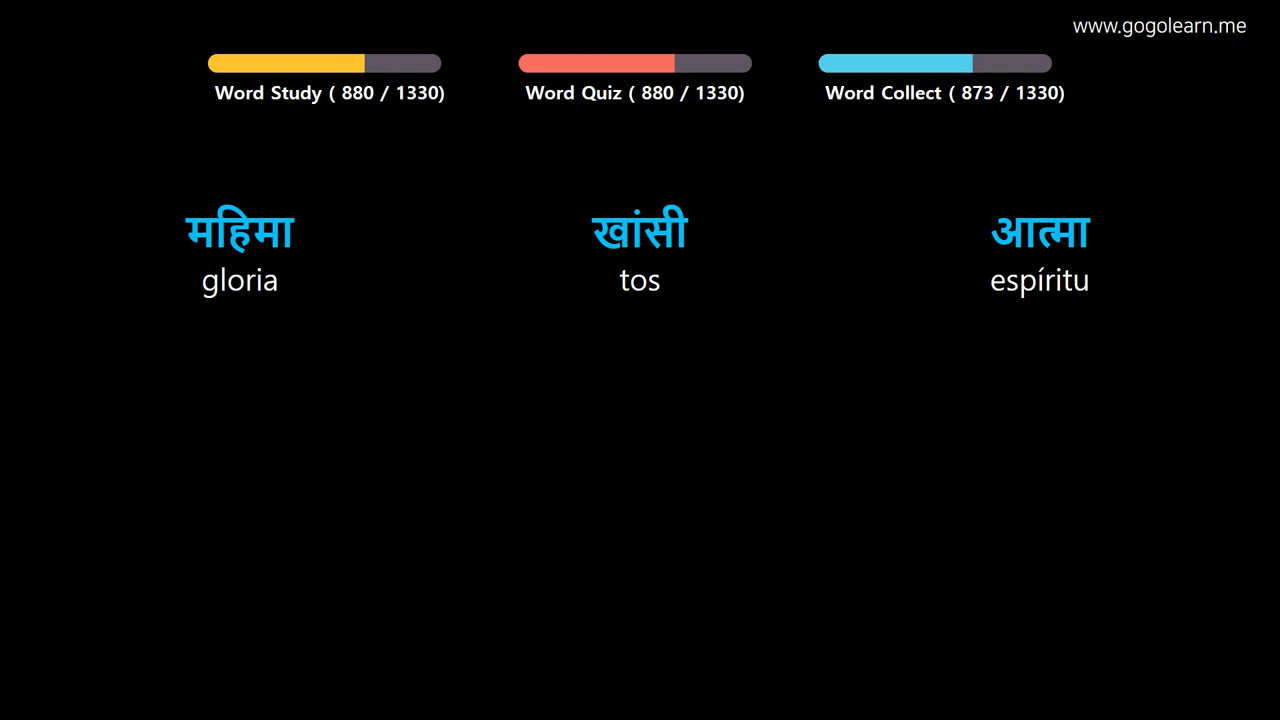 www.gogolearn.me
Word Study ( 880 / 1330)
Word Quiz ( 880 / 1330)
Word Collect ( 873 / 1330)
महिमा
gloria
खांसी
tos
आत्मा
espíritu